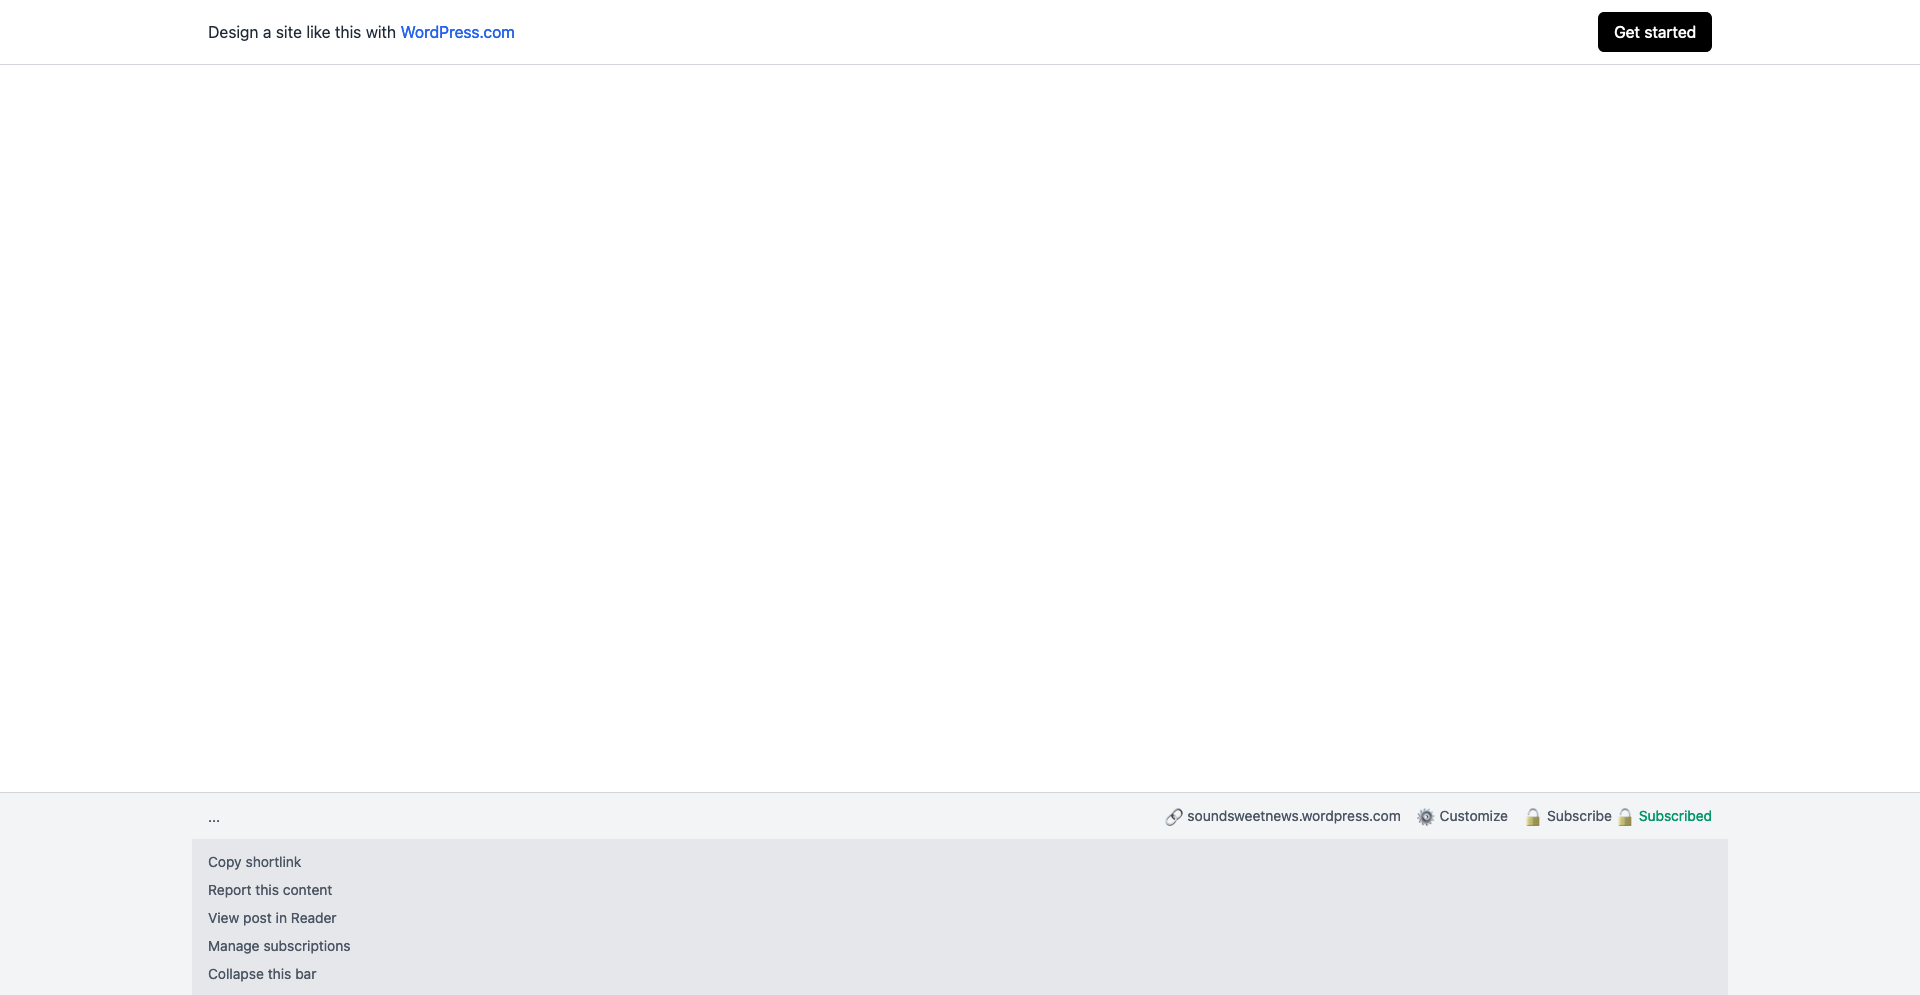 Design a site like this with WordPress.com
Get started
...
soundsweetnews.wordpress.com Customize Subscribe Subscribed
Copy shortlink
Report this content
View post in Reader
Manage subscriptions
Collapse this bar